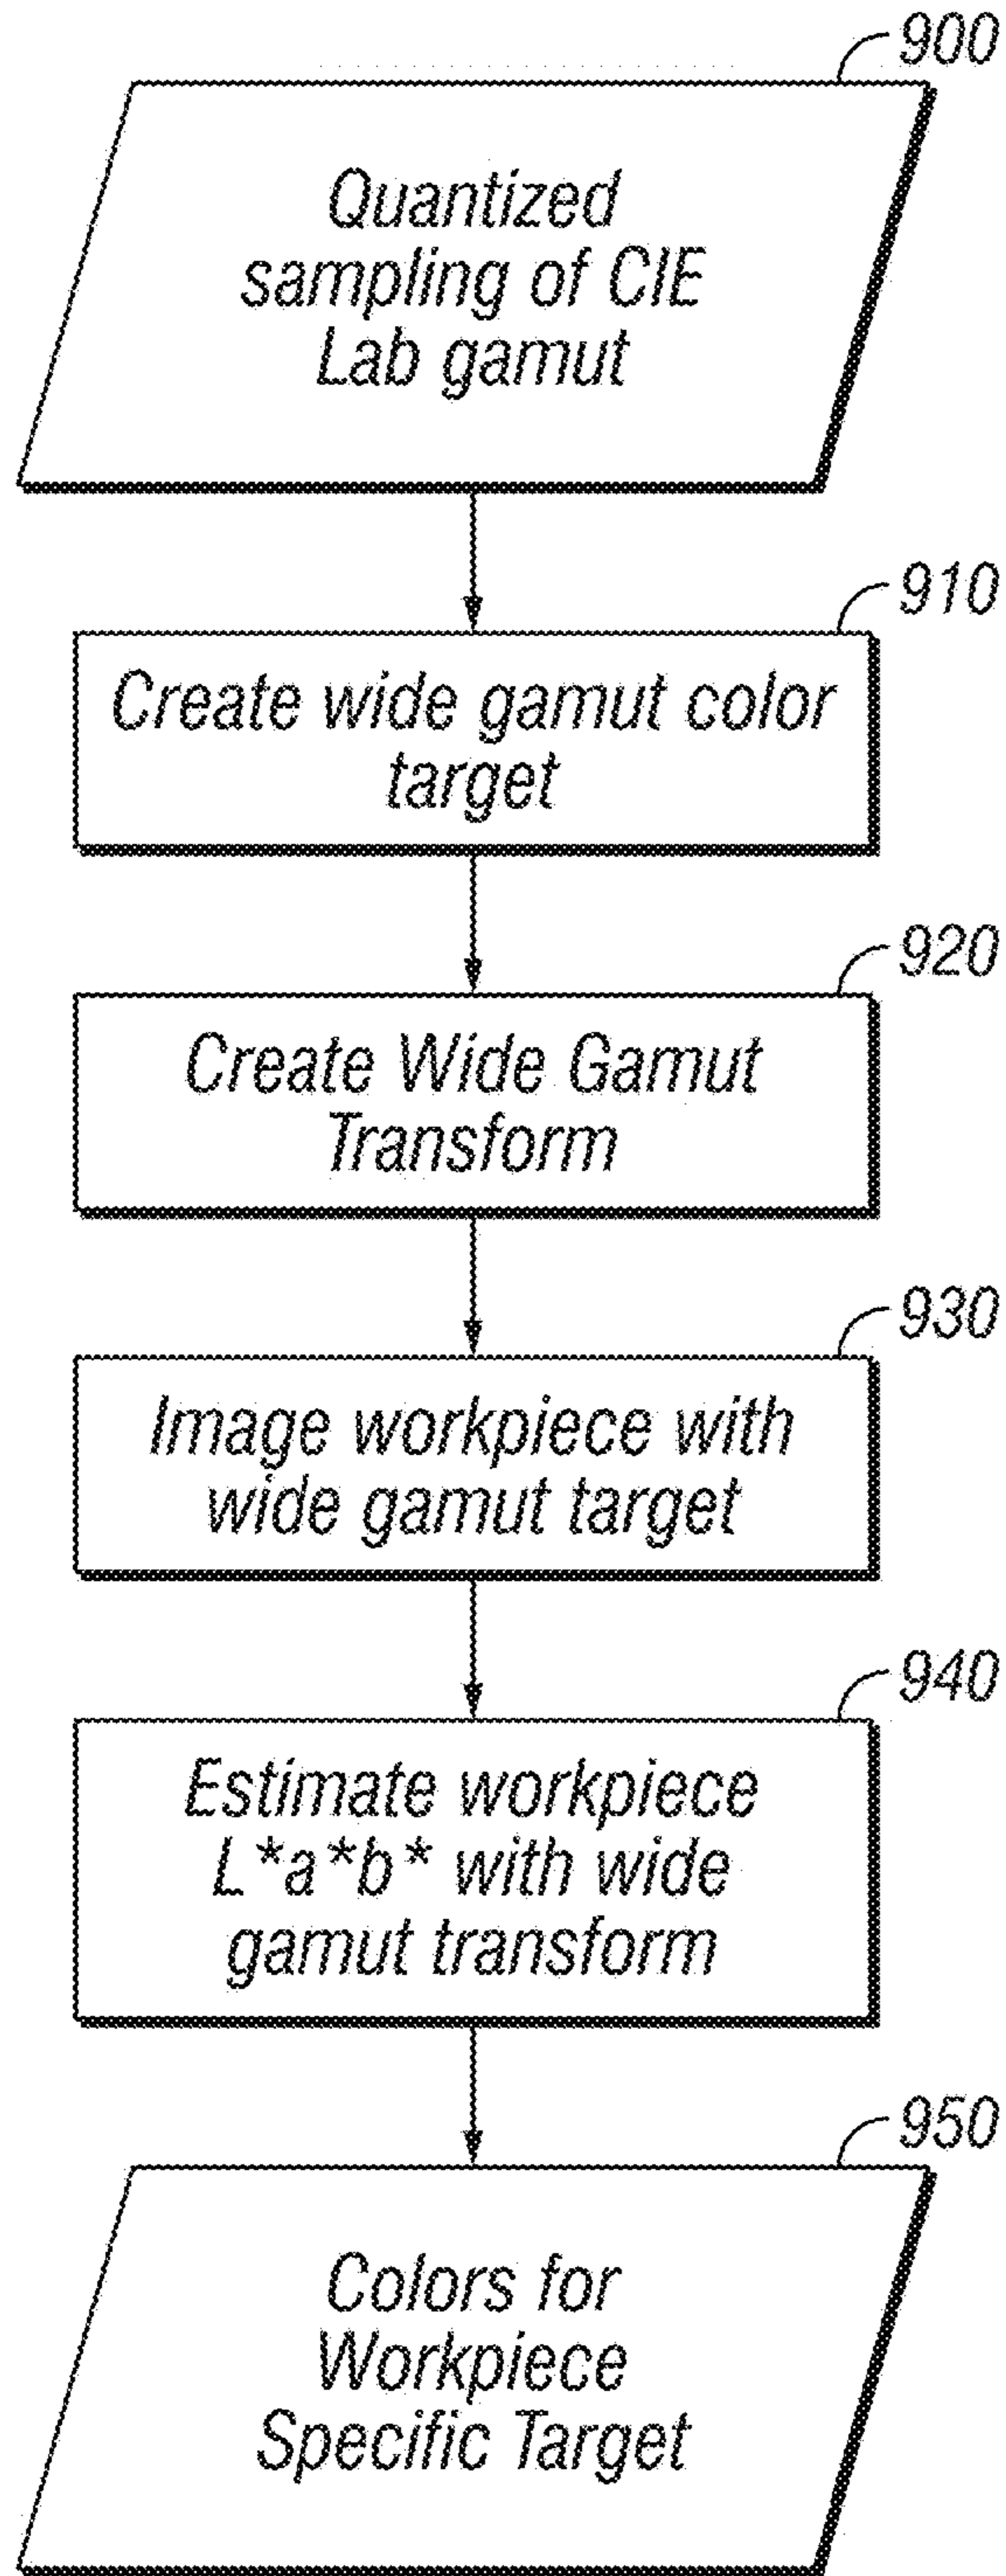 900
Quantized
sampling of CIE
Lab gamut
910
Create wide gamut color
target
920
Create Wide Gamut
Transform
930
Image workpiece with
wide gamut target
940
Estimate workpiece
L*a*b* with wide
gamut transform
950
Colors for
Workpiece
Specific Target